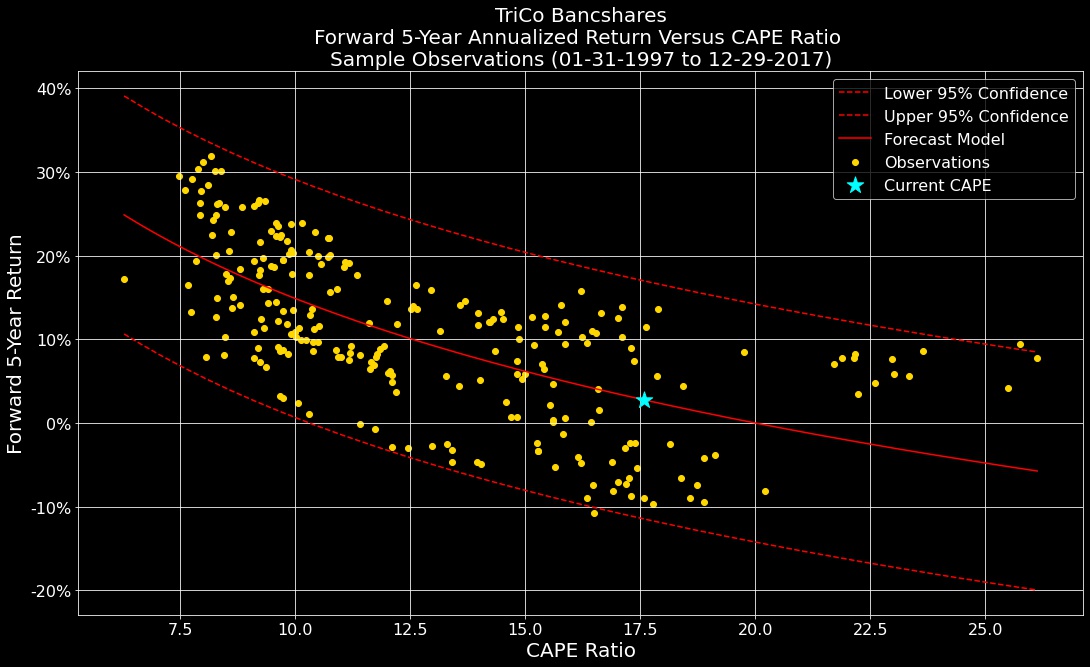 TriCo Bancshares
Forward 5-Year Annualized Return Versus CAPE Ratio
Sample Observations (01-31-1997 to 12-29-2017)
Lower 95% Confidence
Upper 95% Confidence
Forecast Model
Observations
Current CAPE
Forward 5-Year Return
40%
30%
20%
10%
0%
-10%
-20%
7.5 10.0 12.5 15.0 17.5 20.0 22.5 25.0
CAPE Ratio